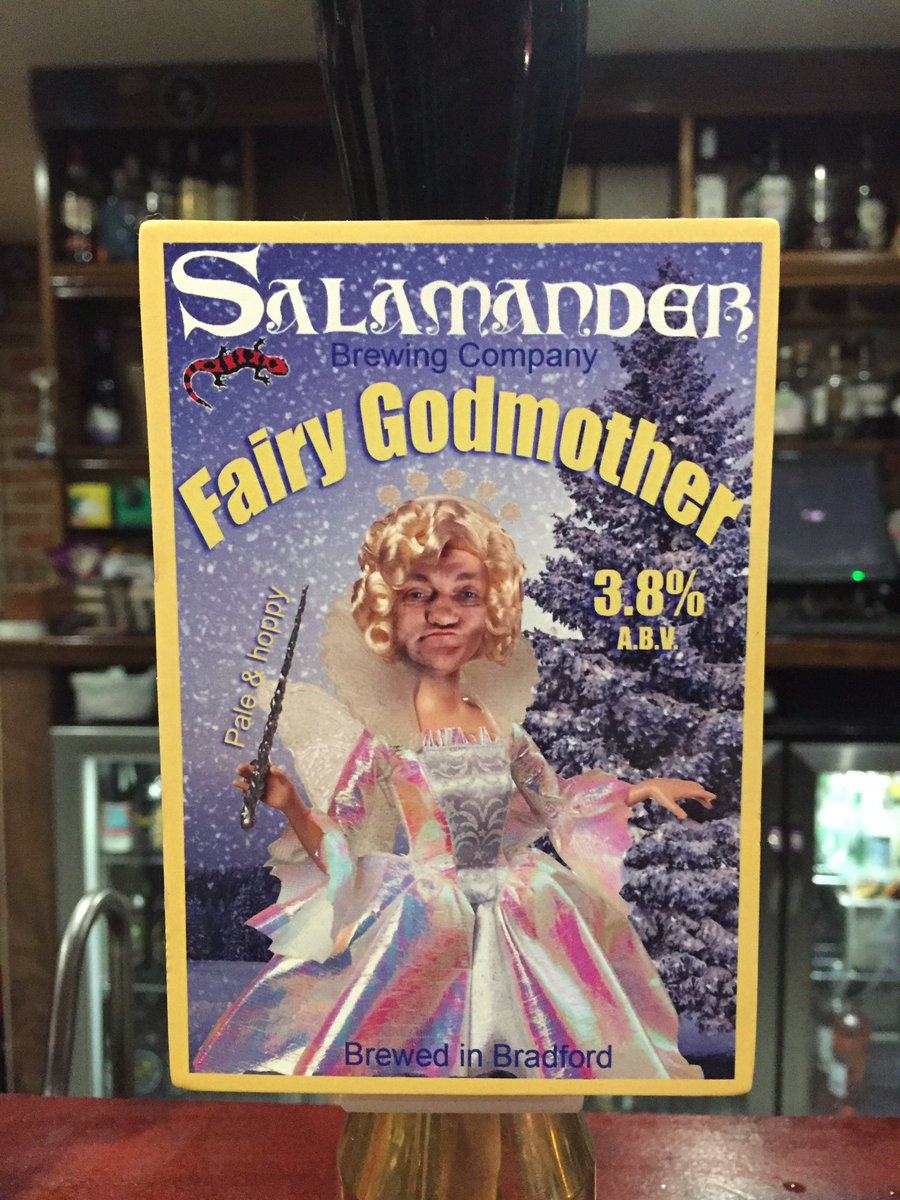 SALAMANDER
Brewing Company
Fairy Godmother
Pale & hoppy
3.8%
A.B.V.
Brewed in Bradford